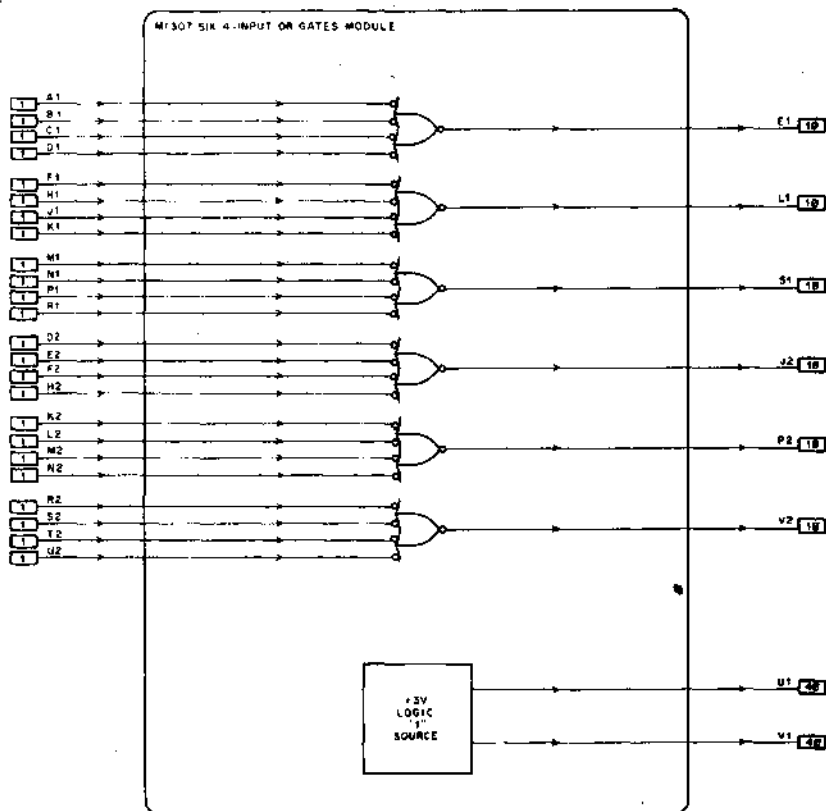 M1307 SIX 4-INPUT OR GATES MODULE
1 A1
1 B1
1 C1
1 D1
E1 10
1 F1
1 H1
1 J1
1 K1
L1 10
1 M1
1 N1
1 P1
1 R1
S1 10
1 D2
1 E2
1 F2
1 H2
J2 10
1 K2
1 L2
1 M2
1 N2
P2 10
1 R2
1 S2
1 T2
1 U2
V2 10
+3V
LOGIC
"1"
SOURCE
U1 40
V1 40